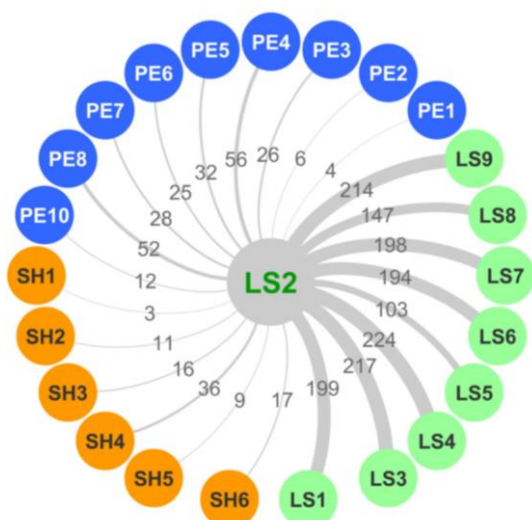 PE4
PE5
PE3
PE6
PE2
PE7
PE1
PE8
LS9
PE10
LS8
SH1
LS7
SH2
LS6
SH3
LS5
SH4
LS4
SH5
LS3
SH6
LS1
LS2
56
26
6
32
4
25
214
28
147
52
198
12
194
3
103
11
224
16
217
36
199
9
17